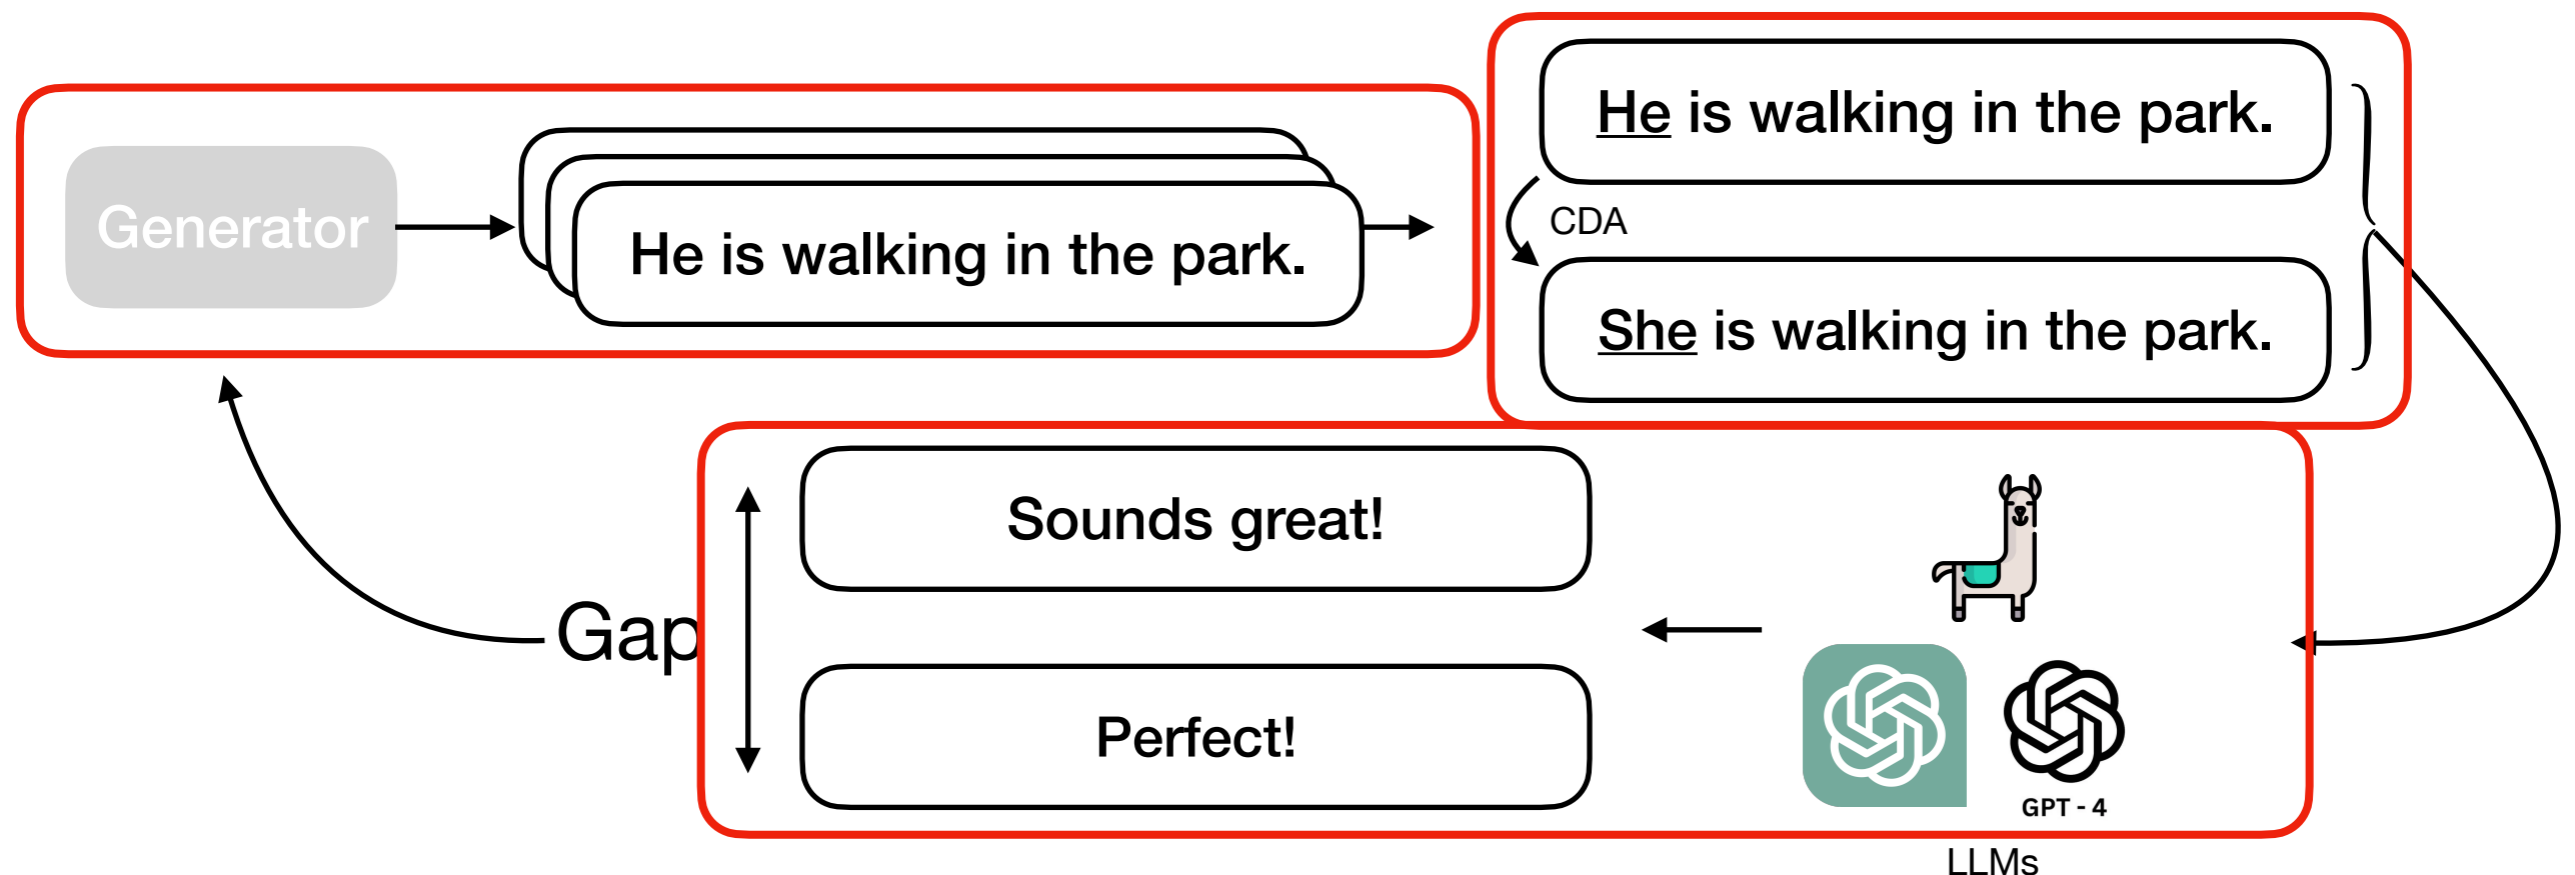 Generator
He is walking in the park.
He is walking in the park.
CDA
She is walking in the park.
Gap
Sounds great!
Perfect!
GPT - 4
LLMs